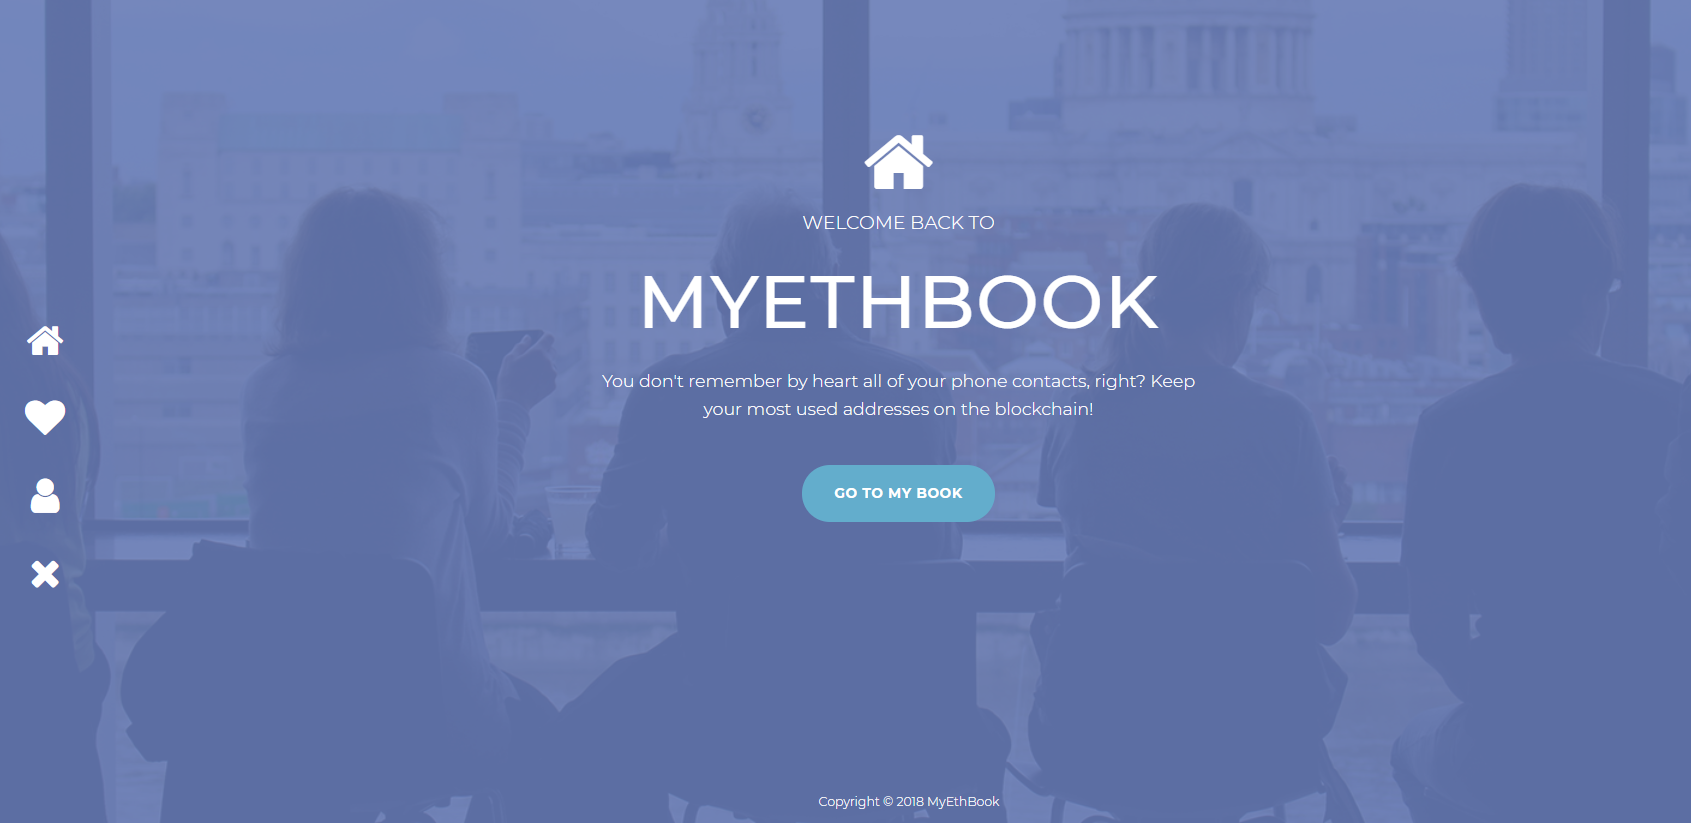 WELCOME BACK TO
MYETHBOOK
You don't remember by heart all of your phone contacts, right? Keep
your most used addresses on the blockchain!
GO TO MY BOOK
Copyright © 2018 MyEthBook